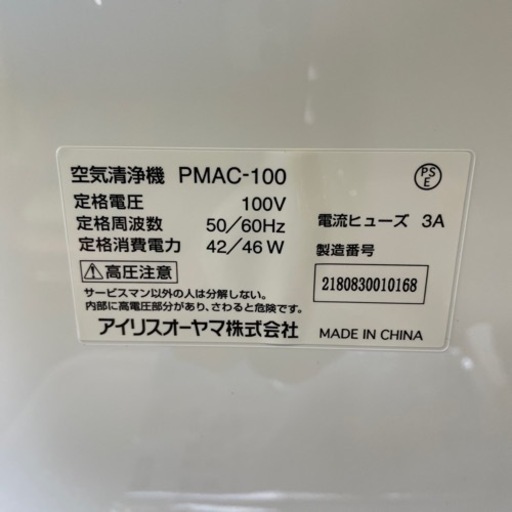 空気清浄機 PMAC-100
定格電圧 100V
定格周波数 50/60Hz
定格消費電力 42/46W
⚠高圧注意
サービスマン以外の人は分解しない。
内部に高電圧部分があり、さわると危険です。
アイリスオーヤマ株式会社
PS
E
電流ヒューズ 3A
製造番号
2180830010168
MADE IN CHINA